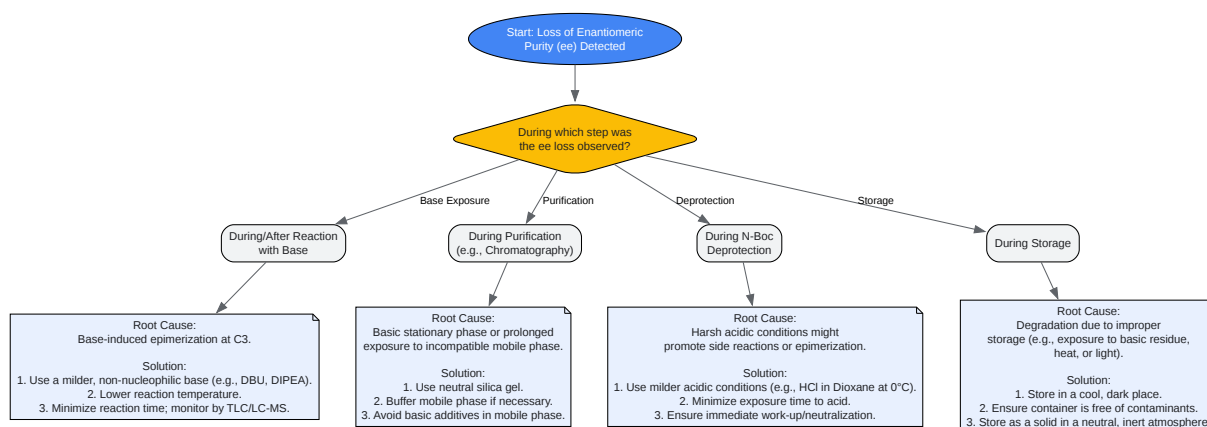 Start: Loss of Enantiomeric
Purity (ee) Detected
During which step was
the ee loss observed?
Base Exposure
Purification
Deprotection
Storage
During/After Reaction
with Base
During Purification
(e.g., Chromatography)
During N-Boc
Deprotection
During Storage
Root Cause:
Base-induced epimerization at C3.
Solution:
1. Use a milder, non-nucleophilic base (e.g., DBU, DIPEA).
2. Lower reaction temperature.
3. Minimize reaction time; monitor by TLC/LC-MS.
Root Cause:
Basic stationary phase or prolonged
exposure to incompatible mobile phase.
Solution:
1. Use neutral silica gel.
2. Buffer mobile phase if necessary.
3. Avoid basic additives in mobile phase.
Root Cause:
Harsh acidic conditions might
promote side reactions or epimerization.
Solution:
1. Use milder acidic conditions (e.g., HCl in Dioxane at 0°C).
2. Minimize exposure time to acid.
3. Ensure immediate work-up/neutralization.
Root Cause:
Degradation due to improper
storage (e.g., exposure to basic residue,
heat, or light).
Solution:
1. Store in a cool, dark place.
2. Ensure container is free of contaminants.
3. Store as a solid in a neutral, inert atmosphere